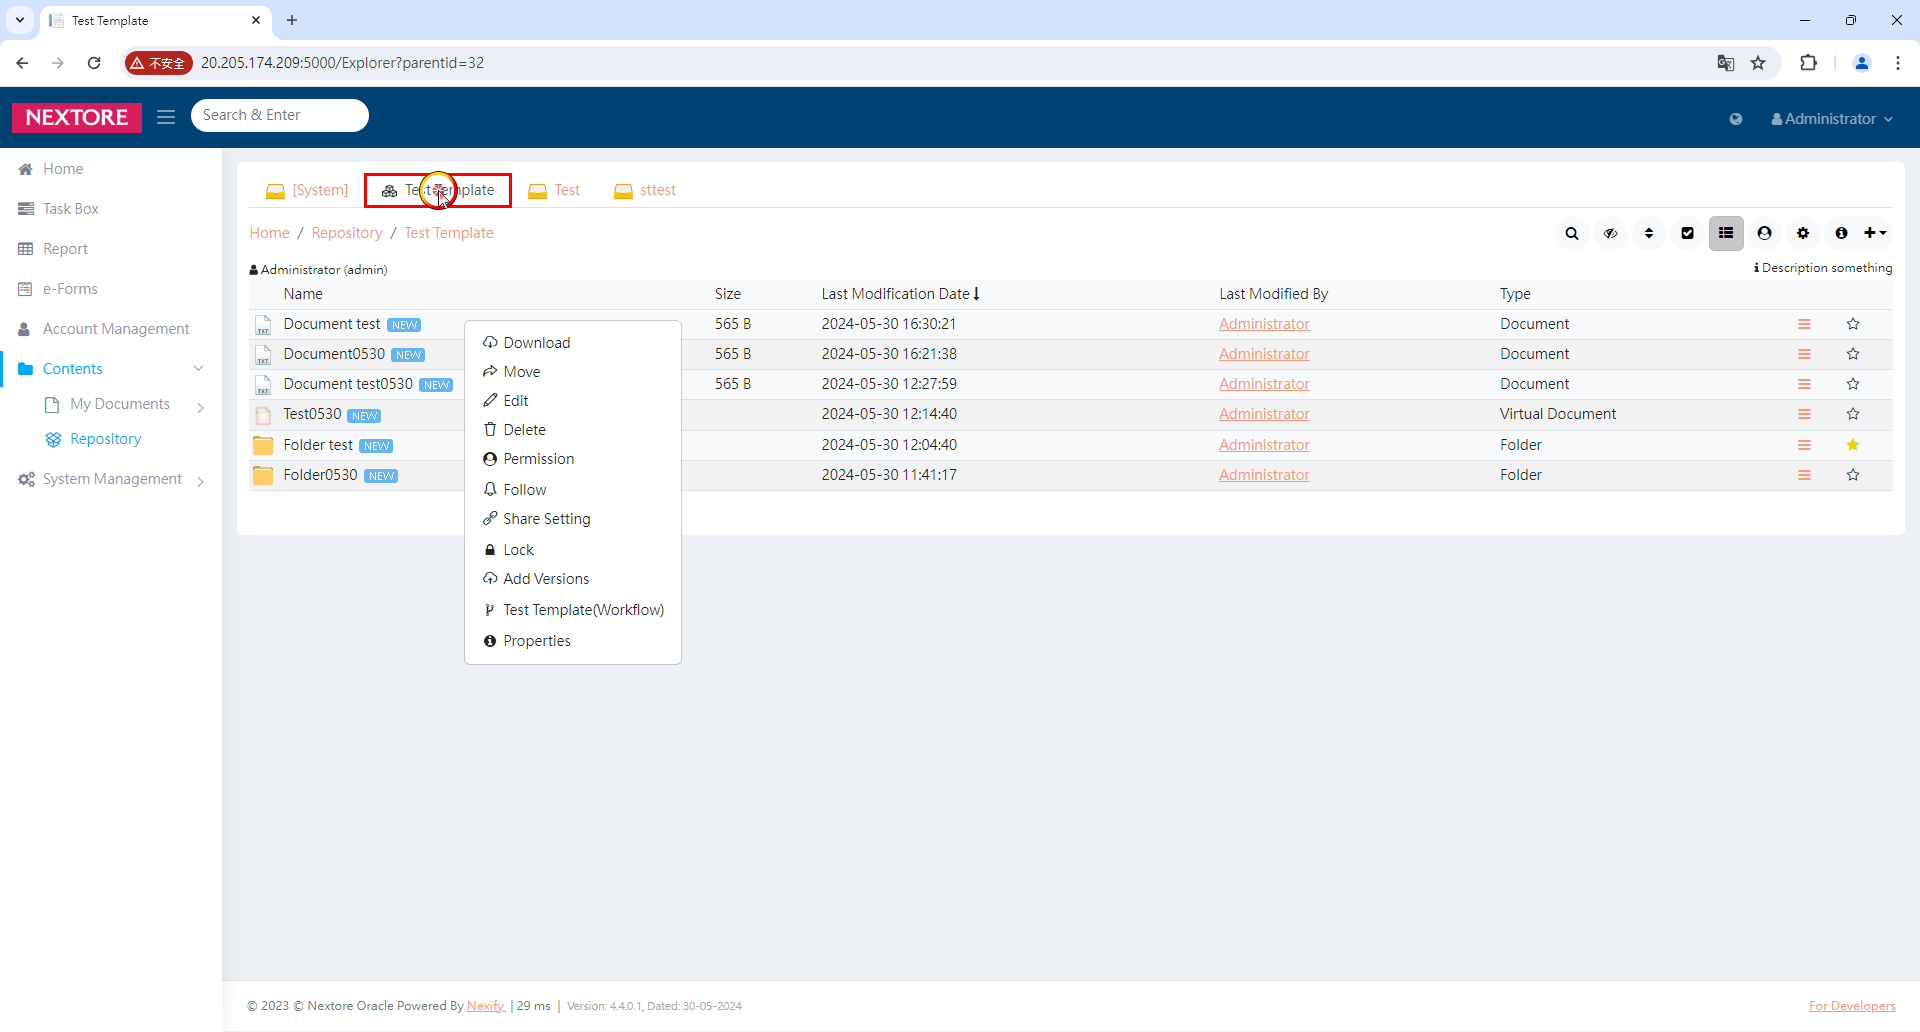 Test Template
不安全 20.205.174.209:5000/Explorer?parentid=32
NEXTORE Search & Enter Administrator
Home
Task Box
Report
e-Forms
Account Management
Contents
My Documents
Repository
System Management
[System] Test Template Test sttest
Home / Repository / Test Template
Administrator (admin) Description something
Name Size Last Modification Date Last Modified By Type
Document test NEW 565 B 2024-05-30 16:30:21 Administrator Document
Document0530 NEW 565 B 2024-05-30 16:21:38 Administrator Document
Document test0530 NEW 565 B 2024-05-30 12:27:59 Administrator Document
Test0530 NEW 2024-05-30 12:14:40 Administrator Virtual Document
Folder test NEW 2024-05-30 12:04:40 Administrator Folder
Folder0530 NEW 2024-05-30 11:41:17 Administrator Folder
Download
Move
Edit
Delete
Permission
Follow
Share Setting
Lock
Add Versions
Test Template(Workflow)
Properties
© 2023 © Nextore Oracle Powered By Nexify | 29 ms | Version: 4.4.0.1, Dated: 30-05-2024 For Developers